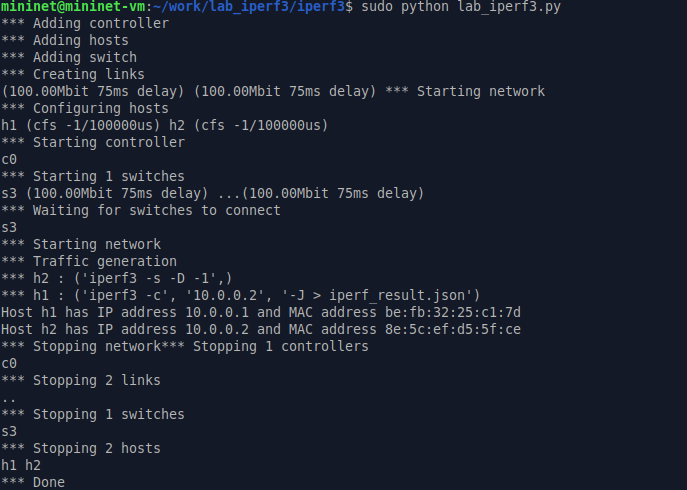 mininet@mininet-vm:~/work/lab_iperf3/iperf3$ sudo python lab_iperf3.py
*** Adding controller
*** Adding hosts
*** Adding switch
*** Creating links
(100.00Mbit 75ms delay) (100.00Mbit 75ms delay) *** Starting network
*** Configuring hosts
h1 (cfs -1/100000us) h2 (cfs -1/100000us)
*** Starting controller
c0
*** Starting 1 switches
s3 (100.00Mbit 75ms delay) ...(100.00Mbit 75ms delay)
*** Waiting for switches to connect
s3
*** Starting network
*** Traffic generation
*** h2 : ('iperf3 -s -D -1',)
*** h1 : ('iperf3 -c', '10.0.0.2', '-J > iperf_result.json')
Host h1 has IP address 10.0.0.1 and MAC address be:fb:32:25:c1:7d
Host h2 has IP address 10.0.0.2 and MAC address 8e:5c:ef:d5:5f:ce
*** Stopping network*** Stopping 1 controllers
c0
*** Stopping 2 links
..
*** Stopping 1 switches
s3
*** Stopping 2 hosts
h1 h2
*** Done